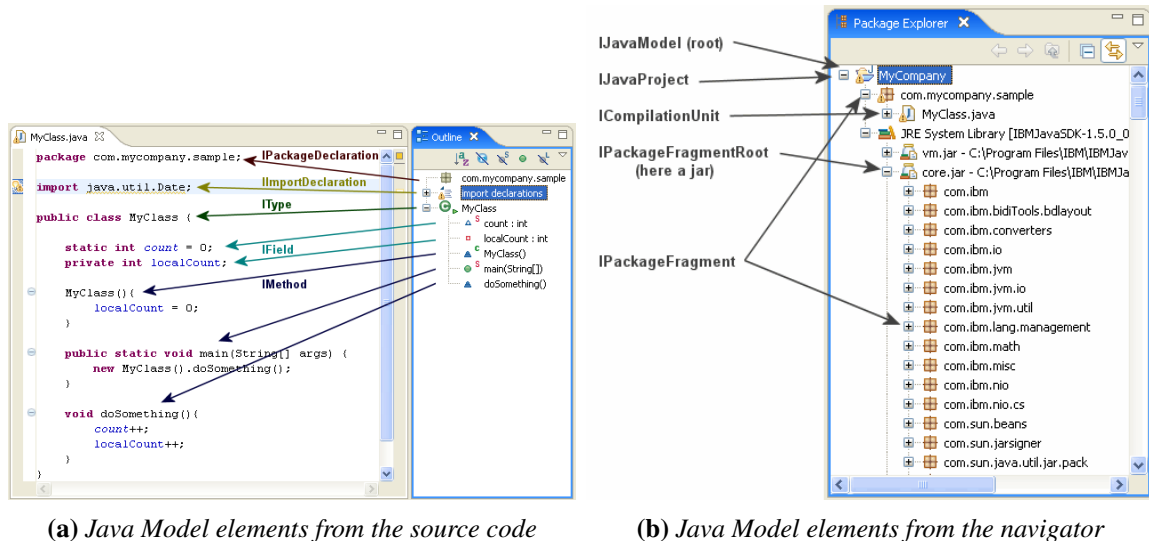 MyClass.java
package com.mycompany.sample;
import java.util.Date;
public class MyClass {
static int count = 0;
private int localCount;
MyClass(){
localCount = 0;
}
public static void main(String[] args) {
new MyClass().doSomething();
}
void doSomething(){
count++;
localCount++;
}
}
IPackageDeclaration
IImportDeclaration
IType
IField
IMethod
Outline
com.mycompany.sample
import declarations
MyClass
S count : int
localCount : int
C MyClass()
S main(String[])
doSomething()
(a) Java Model elements from the source code
IJavaModel (root)
IJavaProject
ICompilationUnit
IPackageFragmentRoot
(here a jar)
IPackageFragment
Package Explorer
MyCompany
com.mycompany.sample
MyClass.java
JRE System Library [IBMJavaSDK-1.5.0_0
vm.jar - C:\Program Files\IBM\IBMJav
core.jar - C:\Program Files\IBM\IBMJa
com.ibm
com.ibm.bidiTools.bdlayout
com.ibm.converters
com.ibm.io
com.ibm.jvm
com.ibm.jvm.io
com.ibm.jvm.util
com.ibm.lang.management
com.ibm.math
com.ibm.misc
com.ibm.nio
com.ibm.nio.cs
com.sun.beans
com.sun.jarsigner
com.sun.java.util.jar.pack
(b) Java Model elements from the navigator